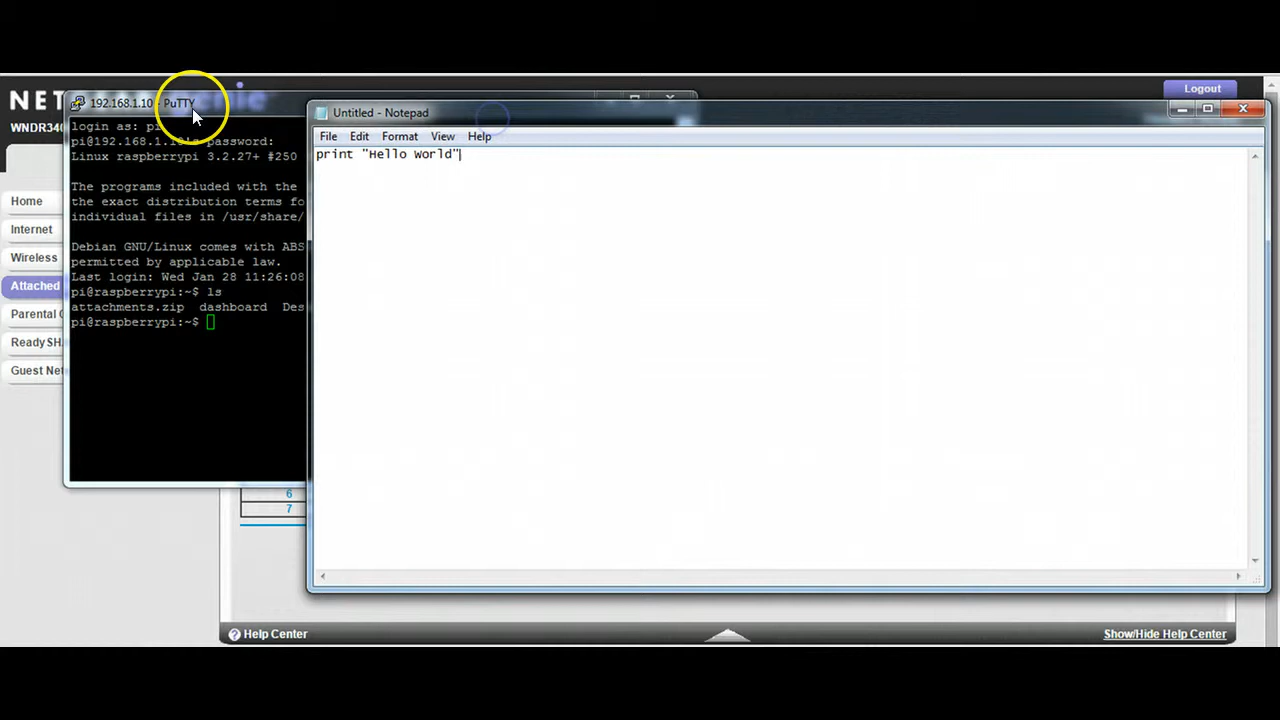 NET
genie
Logout
WNDR340
192.168.1.10 - PuTTY
login as: pi
pi@192.168.1.10's password:
Linux raspberrypi 3.2.27+ #250
The programs included with the
the exact distribution terms fo
individual files in /usr/share/
Debian GNU/Linux comes with ABS
permitted by applicable law.
Last login: Wed Jan 28 11:26:08
pi@raspberrypi:~$ ls
attachments.zip dashboard Des
pi@raspberrypi:~$
Untitled - Notepad
File Edit Format View Help
print "Hello World"
Home
Internet
Wireless
Attached
Parental C
ReadySHA
Guest Net
6
7
Help Center
Show/Hide Help Center